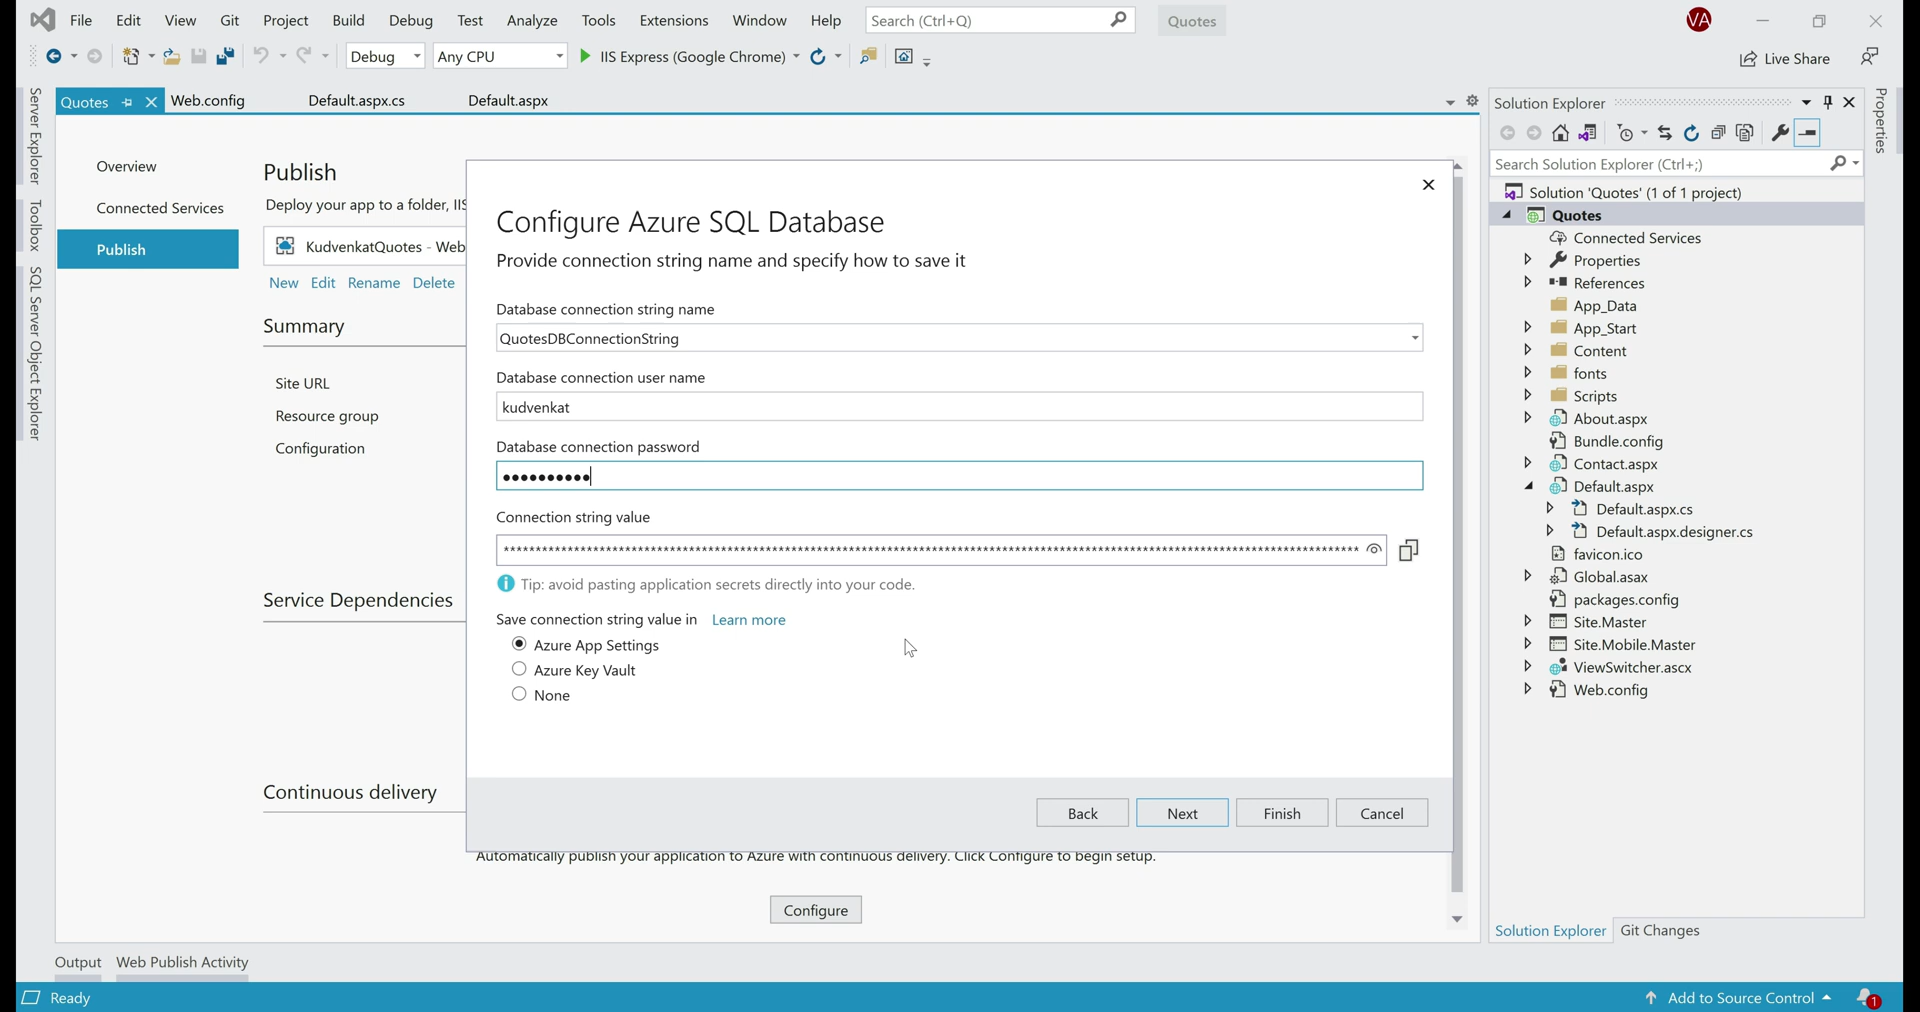 File Edit View Git Project Build Debug Test Analyze Tools Extensions Window Help Search (Ctrl+Q) Quotes VA
Debug Any CPU IIS Express (Google Chrome) Live Share
Quotes Web.config Default.aspx.cs Default.aspx
Server Explorer
Toolbox
SQL Server Object Explorer
Overview
Connected Services
Publish
Publish
Deploy your app to a folder, IIS
KudvenkatQuotes - Web
New Edit Rename Delete
Summary
Site URL
Resource group
Configuration
Service Dependencies
Continuous delivery
Automatically publish your application to Azure with continuous delivery. Click Configure to begin setup.
Configure
Configure Azure SQL Database
Provide connection string name and specify how to save it
Database connection string name
QuotesDBConnectionString
Database connection user name
kudvenkat
Database connection password
Connection string value
Tip: avoid pasting application secrets directly into your code.
Save connection string value in Learn more
Azure App Settings
Azure Key Vault
None
Back Next Finish Cancel
Solution Explorer
Search Solution Explorer (Ctrl+;)
Solution 'Quotes' (1 of 1 project)
Quotes
Connected Services
Properties
References
App_Data
App_Start
Content
fonts
Scripts
About.aspx
Bundle.config
Contact.aspx
Default.aspx
Default.aspx.cs
Default.aspx.designer.cs
favicon.ico
Global.asax
packages.config
Site.Master
Site.Mobile.Master
ViewSwitcher.ascx
Web.config
Solution Explorer Git Changes
Properties
Output Web Publish Activity
Ready Add to Source Control 1